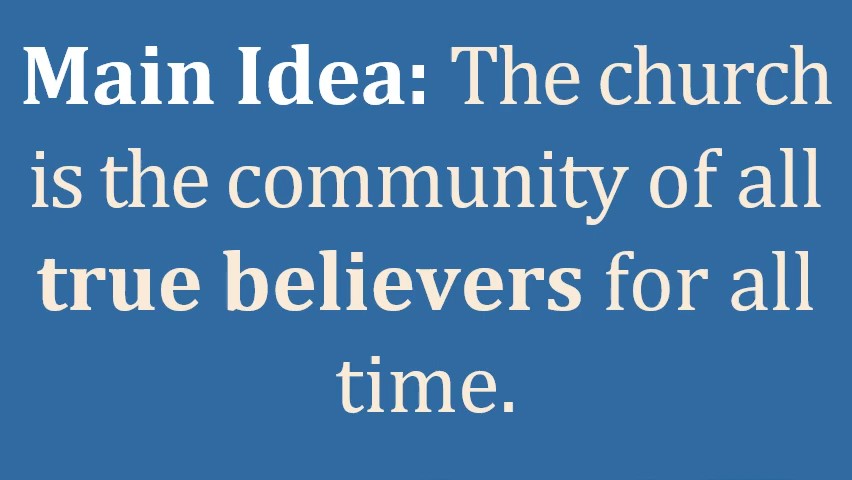 Main Idea: The church
is the community of all
true believers for all
time.